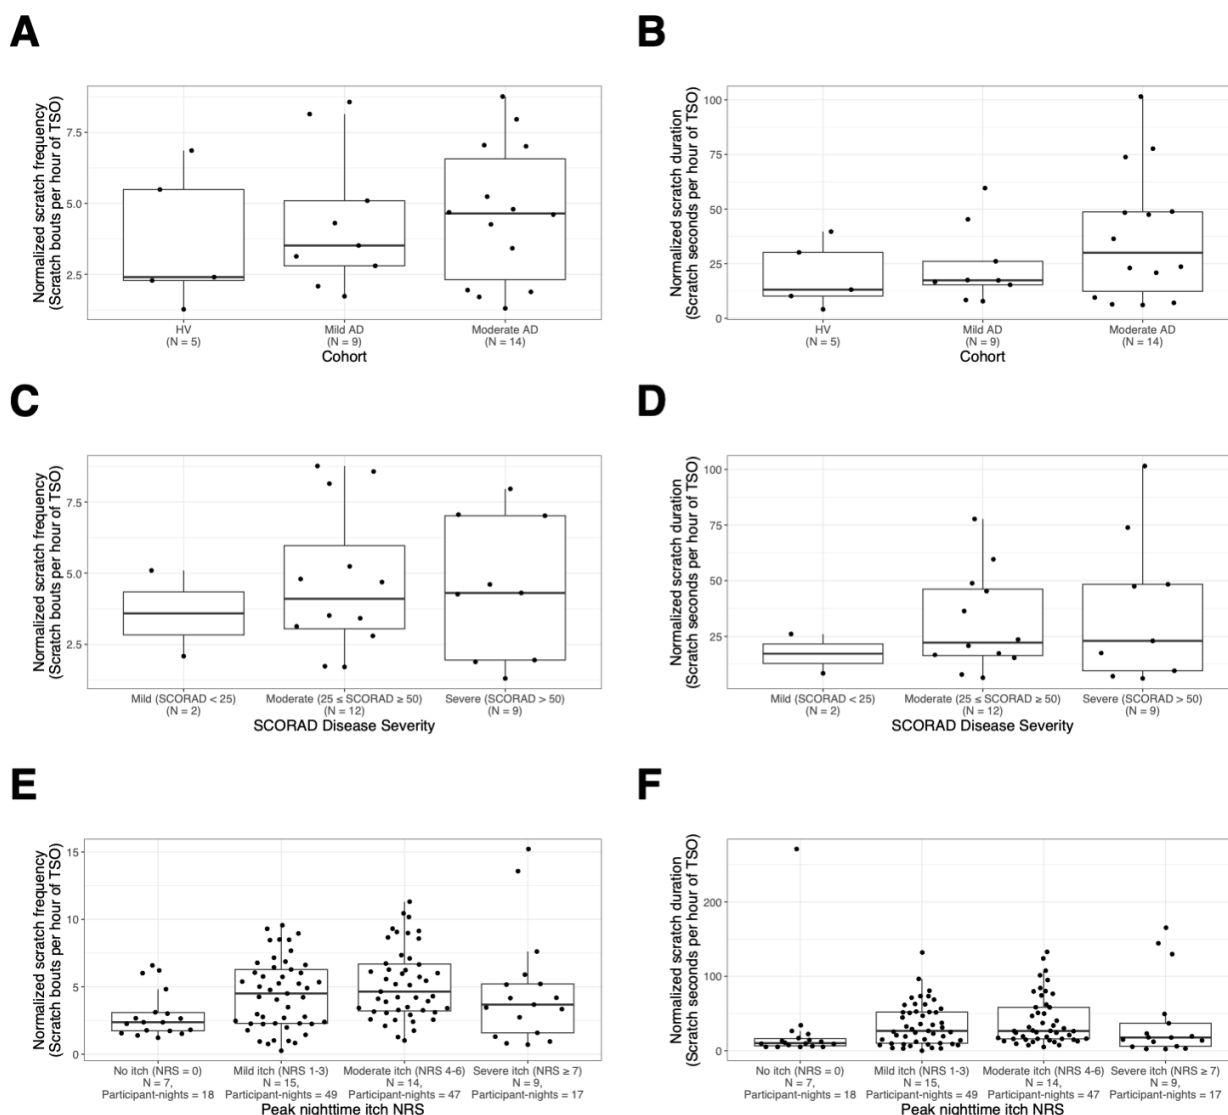 A
B
Normalized scratch frequency
(Scratch bouts per hour of TSO)
7.5
5.0
2.5
HV
(N = 5)
Mild AD
(N = 9)
Moderate AD
(N = 14)
Cohort
Normalized scratch duration
(Scratch seconds per hour of TSO)
100
75
50
25
0
HV
(N = 5)
Mild AD
(N = 9)
Moderate AD
(N = 14)
Cohort
C
D
Normalized scratch frequency
(Scratch bouts per hour of TSO)
7.5
5.0
2.5
Mild (SCORAD < 25)
(N = 2)
Moderate (25 ≤ SCORAD ≥ 50)
(N = 12)
Severe (SCORAD > 50)
(N = 9)
SCORAD Disease Severity
Normalized scratch duration
(Scratch seconds per hour of TSO)
100
75
50
25
Mild (SCORAD < 25)
(N = 2)
Moderate (25 ≤ SCORAD ≥ 50)
(N = 12)
Severe (SCORAD > 50)
(N = 9)
SCORAD Disease Severity
E
F
Normalized scratch frequency
(Scratch bouts per hour of TSO)
15
10
5
0
No itch (NRS = 0)
N = 7,
Participant-nights = 18
Mild itch (NRS 1-3)
N = 15,
Participant-nights = 49
Moderate itch (NRS 4-6)
N = 14,
Participant-nights = 47
Severe itch (NRS ≥ 7)
N = 9,
Participant-nights = 17
Peak nighttime itch NRS
Normalized scratch duration
(Scratch seconds per hour of TSO)
200
100
0
No itch (NRS = 0)
N = 7,
Participant-nights = 18
Mild itch (NRS 1-3)
N = 15,
Participant-nights = 49
Moderate itch (NRS 4-6)
N = 14,
Participant-nights = 47
Severe itch (NRS ≥ 7)
N = 9,
Participant-nights = 17
Peak nighttime itch NRS